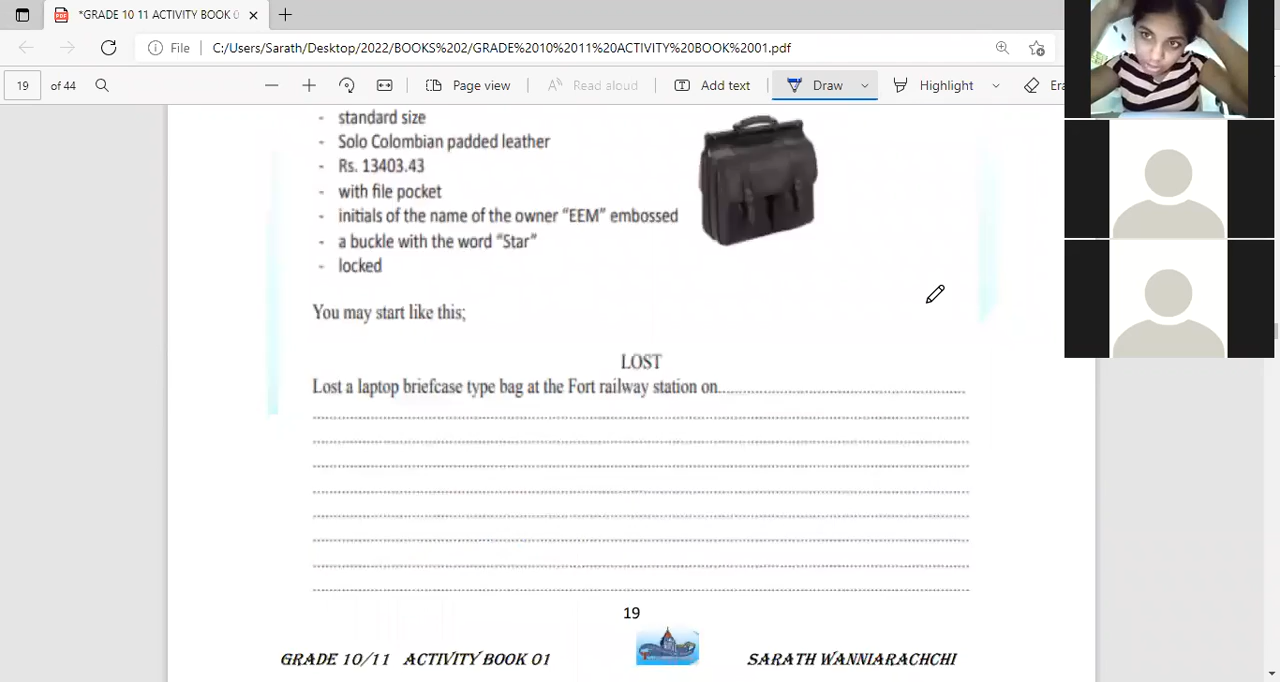 *GRADE 10 11 ACTIVITY BOOK 0
File
C:/Users/Sarath/Desktop/2022/BOOKS%202/GRADE%2010%2011%20ACTIVITY%20BOOK%2001.pdf
19 of 44
Page view
Read aloud
Add text
Draw
Highlight
Era
- standard size
- Solo Colombian padded leather
- Rs. 13403.43
- with file pocket
- initials of the name of the owner “EEM” embossed
- a buckle with the word “Star”
- locked
You may start like this;
LOST
Lost a laptop briefcase type bag at the Fort railway station on
19
GRADE 10/11 ACTIVITY BOOK 01
SARATH WANNIARACHCHI